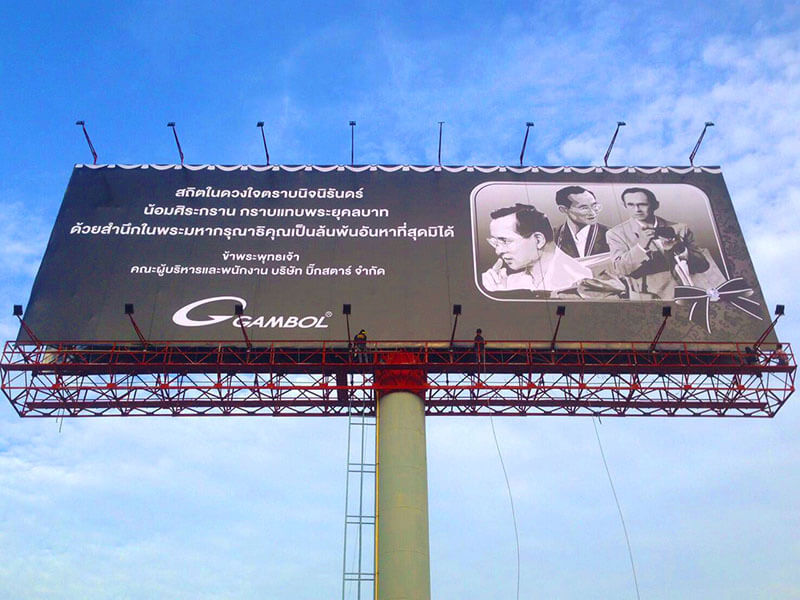 สถิตในดวงใจตราบนิจนิรันดร์
น้อมศิระกราน กราบแทบพระยุคลบาท
ด้วยสำนึกในพระมหากรุณาธิคุณเป็นล้นพ้นอันหาที่สุดมิได้
ข้าพระพุทธเจ้า
คณะผู้บริหารและพนักงาน บริษัท บิ๊กสตาร์ จำกัด
GAMBOL®